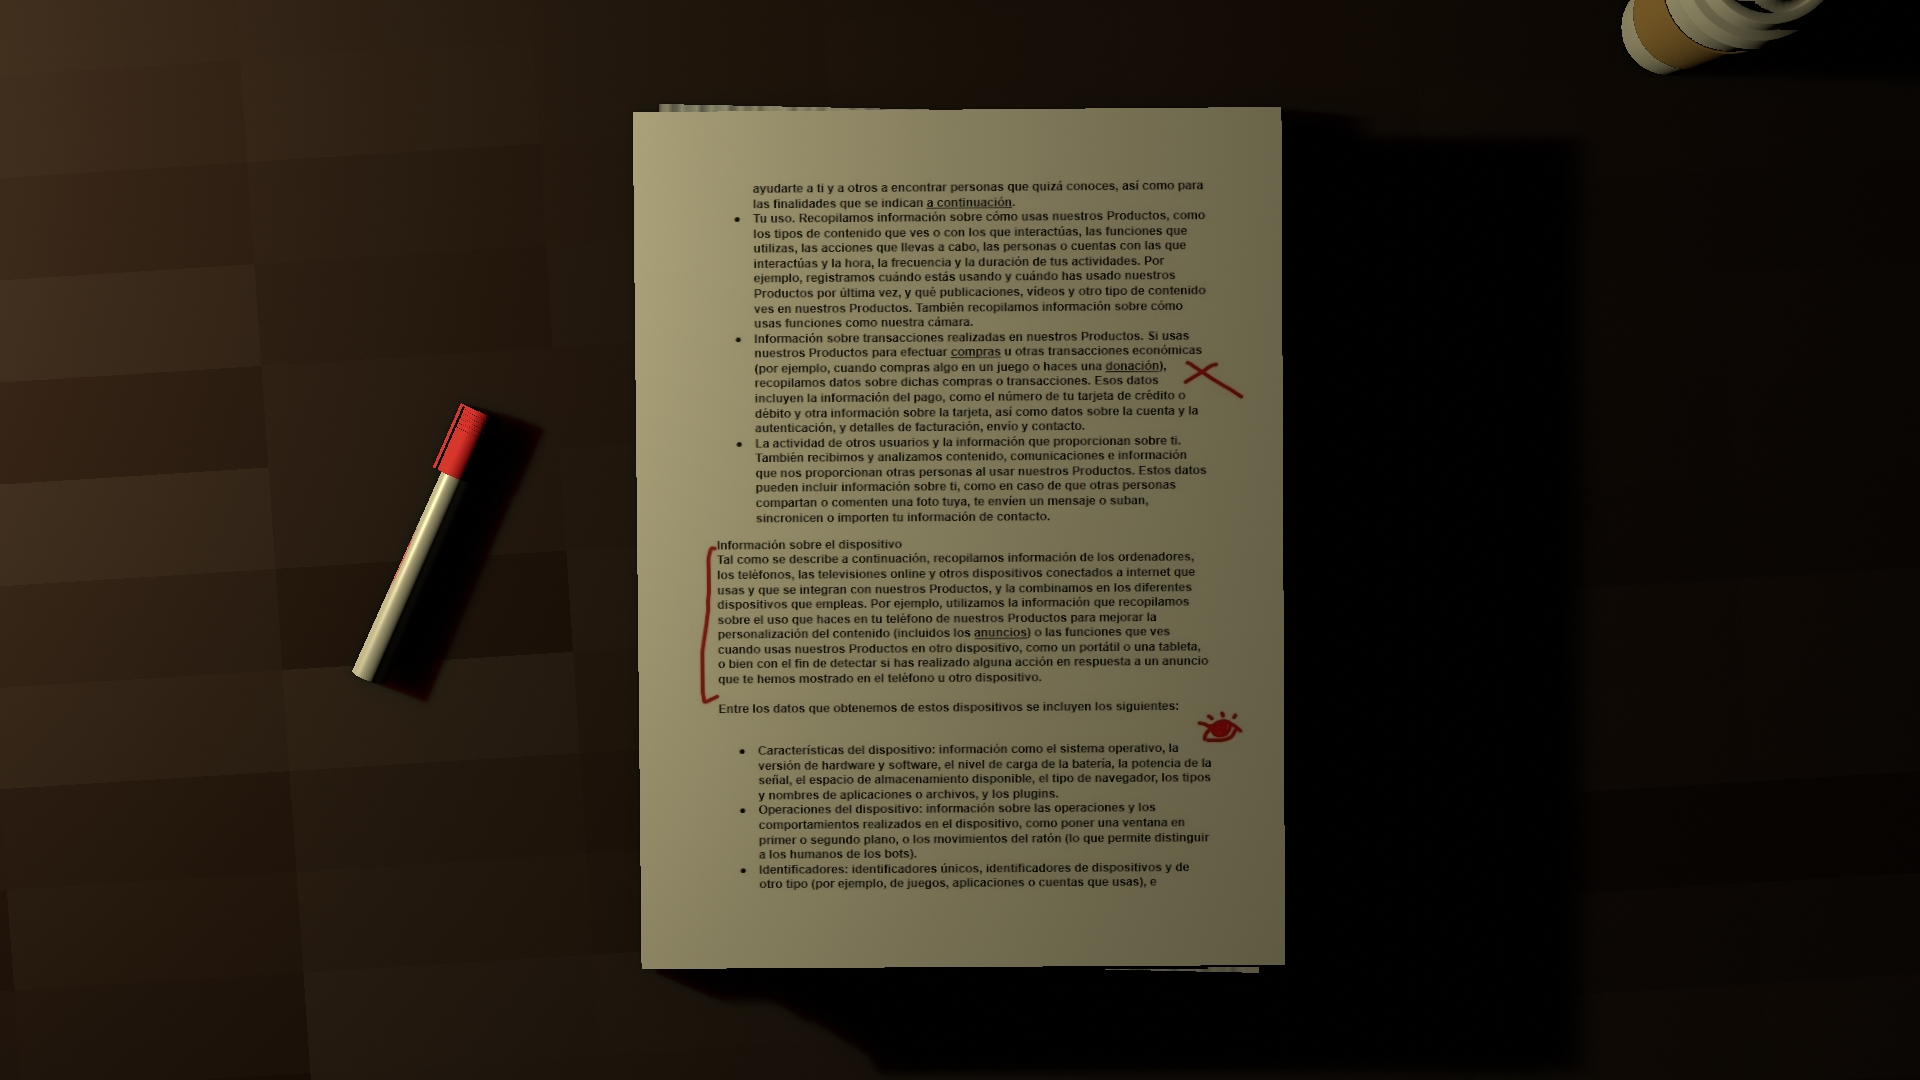 ayudarte a ti y a otros a encontrar personas que quizá conoces, así como para
las finalidades que se indican a continuación.
• Tu uso. Recopilamos información sobre cómo usas nuestros Productos, como
los tipos de contenido que ves o con los que interactúas, las funciones que
utilizas, las acciones que llevas a cabo, las personas o cuentas con las que
interactúas y la hora, la frecuencia y la duración de tus actividades. Por
ejemplo, registramos cuándo estás usando y cuándo has usado nuestros
Productos por última vez, y qué publicaciones, vídeos y otro tipo de contenido
ves en nuestros Productos. También recopilamos información sobre cómo
usas funciones como nuestra cámara.
• Información sobre transacciones realizadas en nuestros Productos. Si usas
nuestros Productos para efectuar compras u otras transacciones económicas
(por ejemplo, cuando compras algo en un juego o haces una donación),
recopilamos datos sobre dichas compras o transacciones. Esos datos
incluyen la información del pago, como el número de tu tarjeta de crédito o
débito y otra información sobre la tarjeta, así como datos sobre la cuenta y la
autenticación, y detalles de facturación, envío y contacto.
• La actividad de otros usuarios y la información que proporcionan sobre ti.
También recibimos y analizamos contenido, comunicaciones e información
que nos proporcionan otras personas al usar nuestros Productos. Estos datos
pueden incluir información sobre ti, como en caso de que otras personas
compartan o comenten una foto tuya, te envíen un mensaje o suban,
sincronicen o importen tu información de contacto.
Información sobre el dispositivo
Tal como se describe a continuación, recopilamos información de los ordenadores,
los teléfonos, las televisiones online y otros dispositivos conectados a internet que
usas y que se integran con nuestros Productos, y la combinamos en los diferentes
dispositivos que empleas. Por ejemplo, utilizamos la información que recopilamos
sobre el uso que haces en tu teléfono de nuestros Productos para mejorar la
personalización del contenido (incluidos los anuncios) o las funciones que ves
cuando usas nuestros Productos en otro dispositivo, como un portátil o una tableta,
o bien con el fin de detectar si has realizado alguna acción en respuesta a un anuncio
que te hemos mostrado en el teléfono u otro dispositivo.
Entre los datos que obtenemos de estos dispositivos se incluyen los siguientes:
• Características del dispositivo: información como el sistema operativo, la
versión de hardware y software, el nivel de carga de la batería, la potencia de la
señal, el espacio de almacenamiento disponible, el tipo de navegador, los tipos
y nombres de aplicaciones o archivos, y los plugins.
• Operaciones del dispositivo: información sobre las operaciones y los
comportamientos realizados en el dispositivo, como poner una ventana en
primer o segundo plano, o los movimientos del ratón (lo que permite distinguir
a los humanos de los bots).
• Identificadores: identificadores únicos, identificadores de dispositivos y de
otro tipo (por ejemplo, de juegos, aplicaciones o cuentas que usas), e